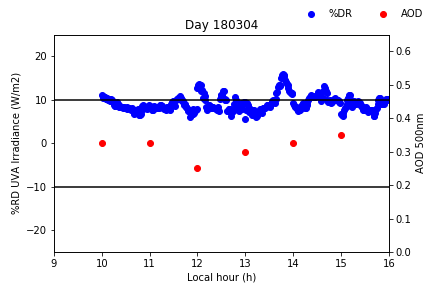 %DR AOD
Day 180304
%RD UVA Irradiance (W/m2)
20
10
0
−10
−20
AOD 500nm
0.6
0.5
0.4
0.3
0.2
0.1
0.0
9 10 11 12 13 14 15 16
Local hour (h)